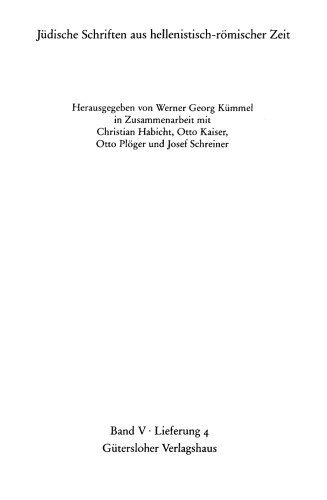 Jüdische Schriften aus hellenistisch-römischer Zeit
Herausgegeben von Werner Georg Kümmel
in Zusammenarbeit mit
Christian Habicht, Otto Kaiser,
Otto Plöger und Josef Schreiner
Band V · Lieferung 4
Gütersloher Verlagshaus